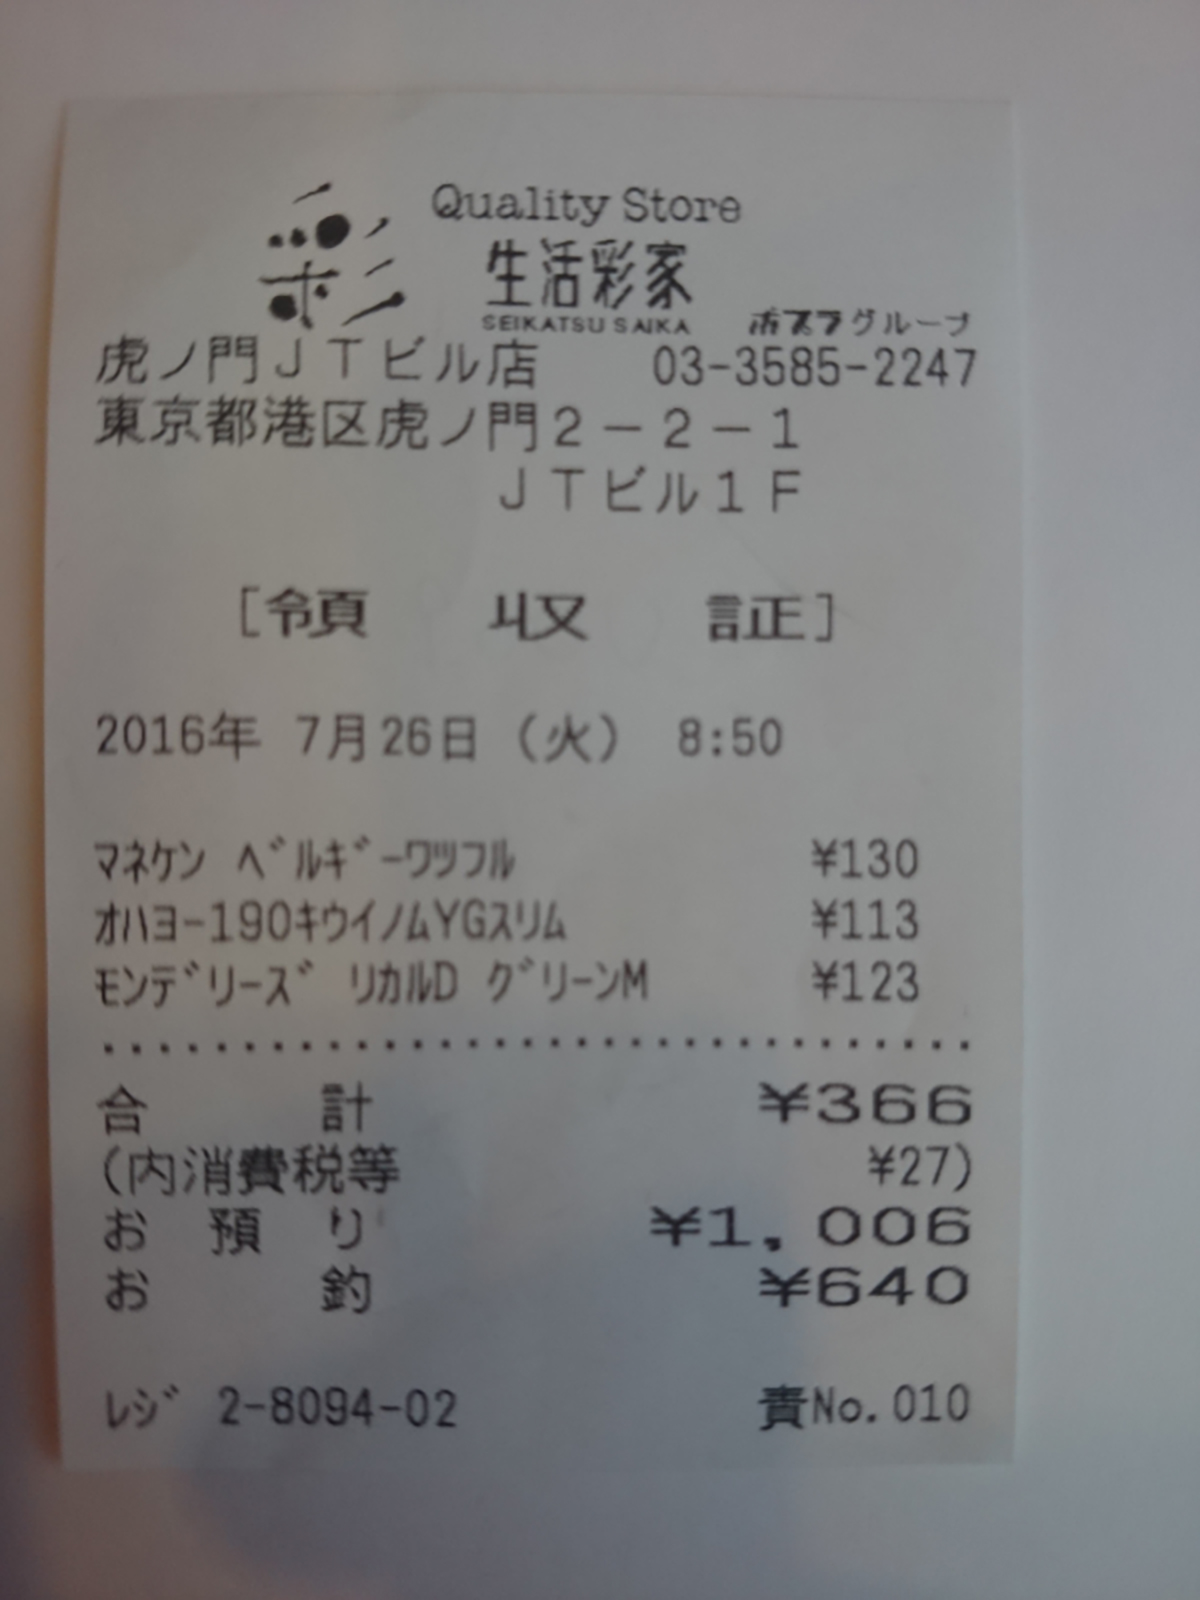 Quality Store
生活彩家
SEIKATSU SAIKA ポプラグループ
虎ノ門JTビル店 03-3585-2247
東京都港区虎ノ門2-2-1
JTビル1F
[領 収 証]
2016年 7月26日 (火) 8:50
マネケン ベルギーワツフル ¥130
オハヨー190キウイノムYGスリム ¥113
モンデリーズ リカルD グリーンM ¥123
合 計 ¥366
(内消費税等 ¥27)
お 預 り ¥1,006
お 釣 ¥640
レジ 2-8094-02 責No.010